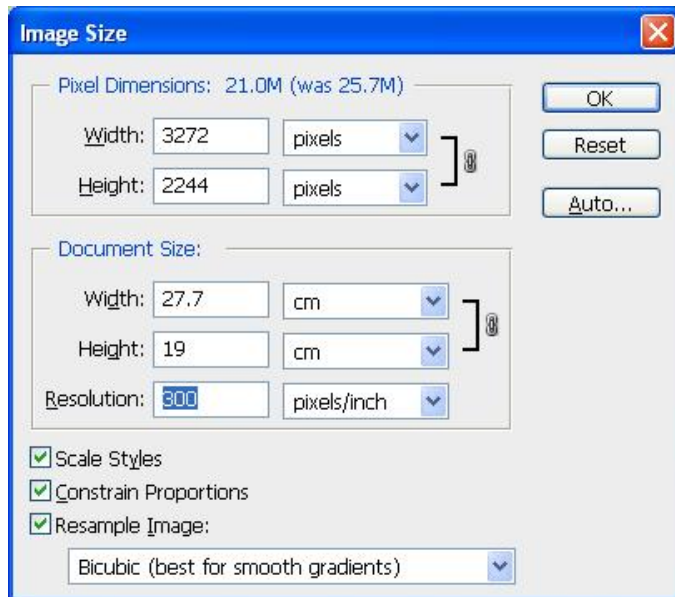 Image Size
Pixel Dimensions: 21.0M (was 25.7M)
OK
Width: 3272 pixels
Reset
Height: 2244 pixels
Auto...
Document Size:
Width: 27.7 cm
Height: 19 cm
Resolution: 300 pixels/inch
Scale Styles
Constrain Proportions
Resample Image:
Bicubic (best for smooth gradients)